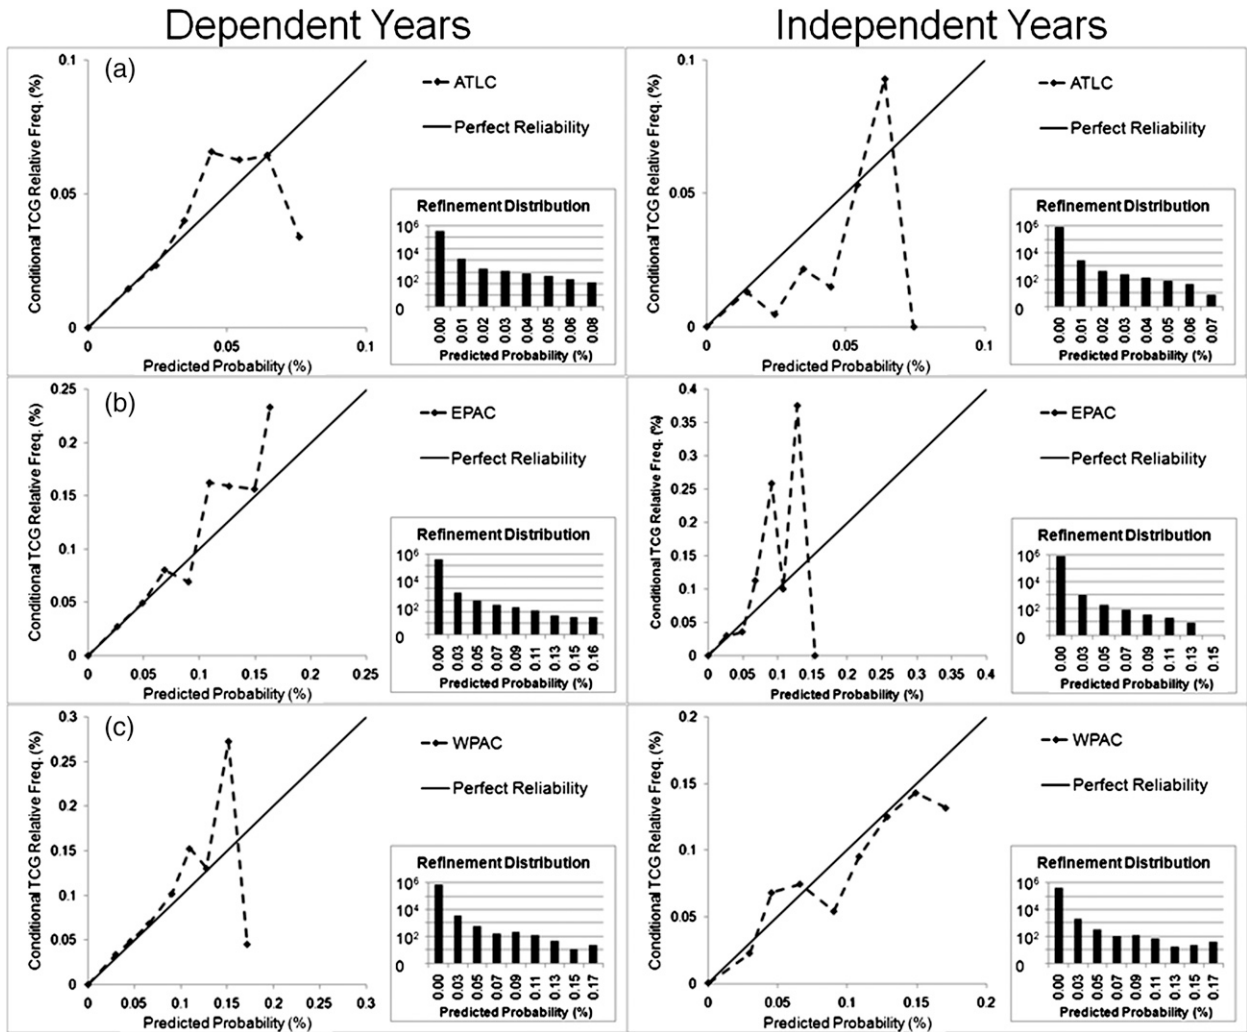 Dependent Years
Independent Years
(a)
Conditional TCG Relative Freq. (%)
0.1
0.05
0
0 0.05 0.1
Predicted Probability (%)
ATLC
Perfect Reliability
Refinement Distribution
10⁶
10⁴
10²
0
0.00 0.01 0.02 0.03 0.04 0.05 0.06 0.08
Predicted Probability (%)
Conditional TCG Relative Freq. (%)
0.1
0.05
0
0 0.05 0.1
Predicted Probability (%)
ATLC
Perfect Reliability
Refinement Distribution
10⁶
10⁴
10²
0
0.00 0.01 0.02 0.03 0.04 0.05 0.06 0.07
Predicted Probability (%)
(b)
Conditional TCG Relative Freq. (%)
0.25
0.2
0.15
0.1
0.05
0
0 0.05 0.1 0.15 0.2 0.25
Predicted Probability (%)
EPAC
Perfect Reliability
Refinement Distribution
10⁶
10⁴
10²
0
0.00 0.03 0.05 0.07 0.09 0.11 0.13 0.15 0.16
Predicted Probability (%)
Conditional TCG Relative Freq. (%)
0.4
0.35
0.3
0.25
0.2
0.15
0.1
0.05
0
0 0.05 0.1 0.15 0.2 0.25 0.3 0.35 0.4
Predicted Probability (%)
EPAC
Perfect Reliability
Refinement Distribution
10⁶
10⁴
10²
0
0.00 0.03 0.05 0.07 0.09 0.11 0.13 0.15
Predicted Probability (%)
(c)
Conditional TCG Relative Freq. (%)
0.3
0.25
0.2
0.15
0.1
0.05
0
0 0.05 0.1 0.15 0.2 0.25 0.3
Predicted Probability (%)
WPAC
Perfect Reliability
Refinement Distribution
10⁶
10⁴
10²
0
0.00 0.03 0.05 0.07 0.09 0.11 0.13 0.15 0.17
Predicted Probability (%)
Conditional TCG Relative Freq. (%)
0.2
0.15
0.1
0.05
0
0 0.05 0.1 0.15 0.2
Predicted Probability (%)
WPAC
Perfect Reliability
Refinement Distribution
10⁶
10⁴
10²
0
0.00 0.03 0.05 0.07 0.09 0.11 0.13 0.15 0.17
Predicted Probability (%)